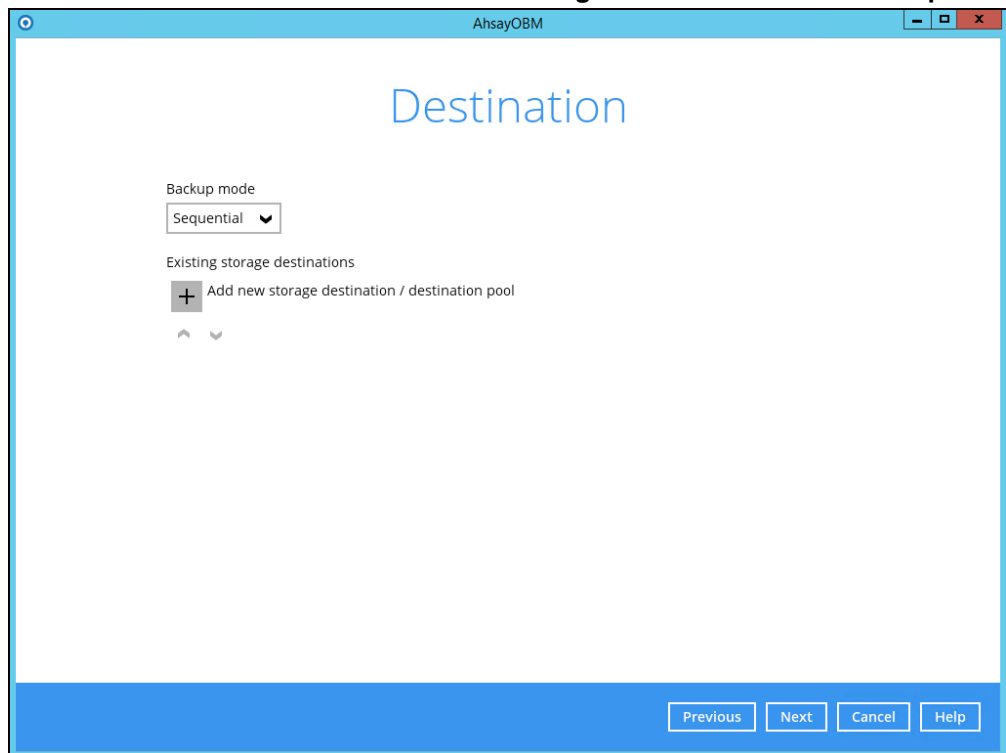 AhsayOBM
Destination
Backup mode
Sequential
Existing storage destinations
Add new storage destination / destination pool
Previous Next Cancel Help